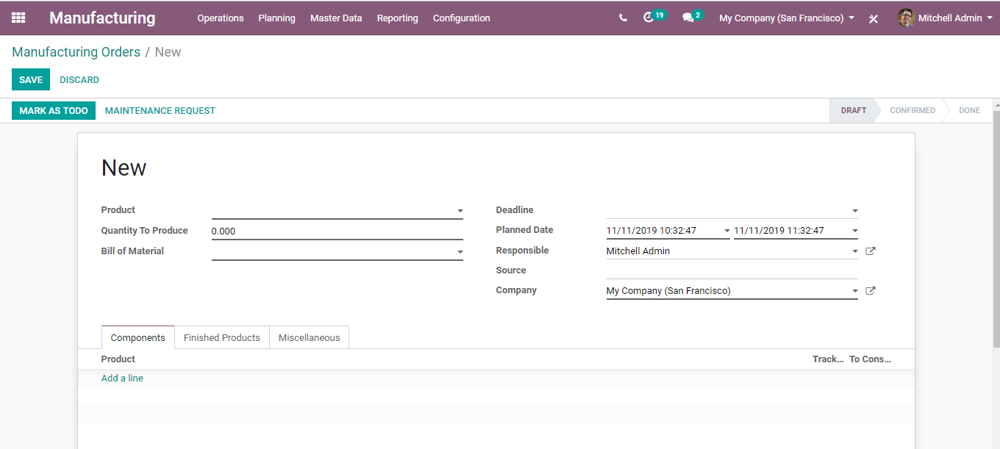 Manufacturing Operations Planning Master Data Reporting Configuration 19 2 My Company (San Francisco) Mitchell Admin
Manufacturing Orders / New
SAVE DISCARD
MARK AS TODO MAINTENANCE REQUEST DRAFT CONFIRMED DONE
New
Product Deadline
Quantity To Produce 0.000 Planned Date 11/11/2019 10:32:47 11/11/2019 11:32:47
Bill of Material Responsible Mitchell Admin
Source
Company My Company (San Francisco)
Components Finished Products Miscellaneous
Product Track... To Cons...
Add a line